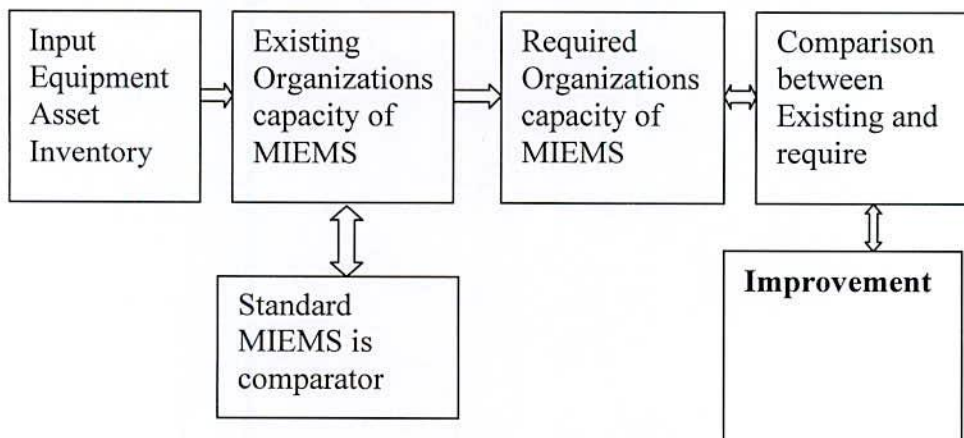 Input
Equipment
Asset
Inventory
Existing
Organizations
capacity of
MIEMS
Required
Organizations
capacity of
MIEMS
Comparison
between
Existing and
require
Standard
MIEMS is
comparator
Improvement